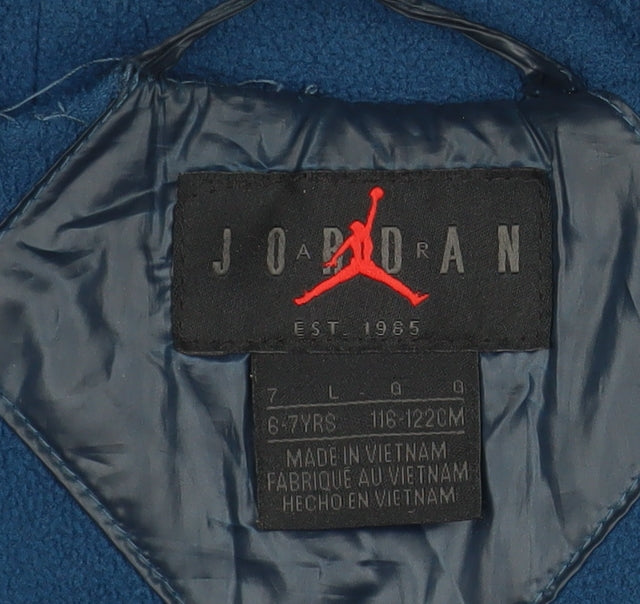 JORDAN
AIR
EST. 1985
7 L G G
6-7YRS 116-122CM
MADE IN VIETNAM
FABRIQUÉ AU VIETNAM
HECHO EN VIETNAM